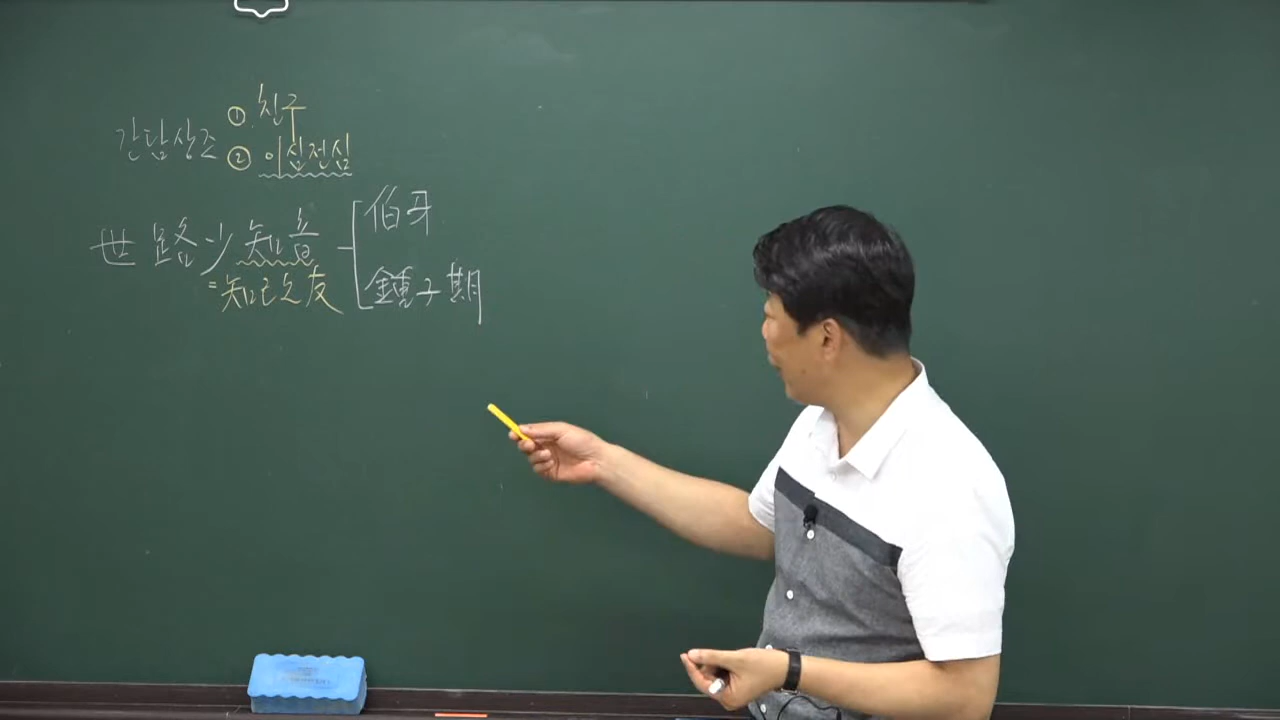 간담상조 ① 친구
② 이심전심
世路少知音 伯牙
=知己之友 鍾子期